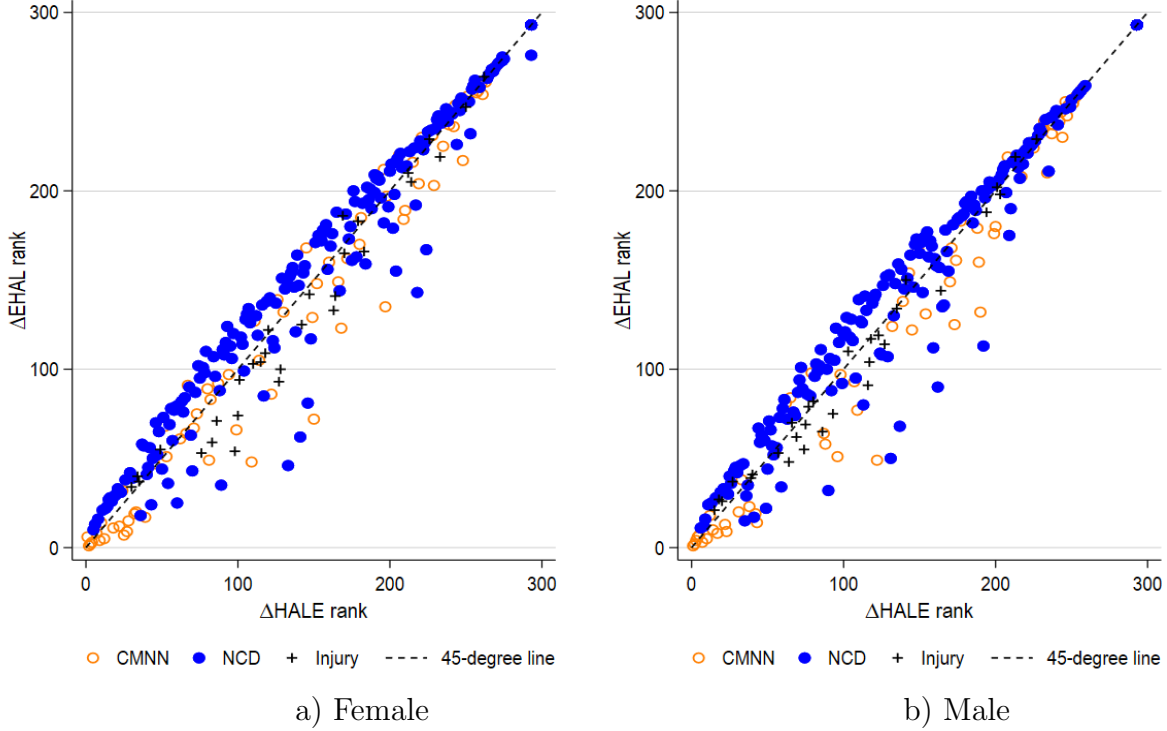 300
200
100
0
ΔEHAL rank
0 100 200 300
ΔHALE rank
CMNN NCD Injury 45-degree line
a) Female
300
200
100
0
ΔEHAL rank
0 100 200 300
ΔHALE rank
CMNN NCD Injury 45-degree line
b) Male